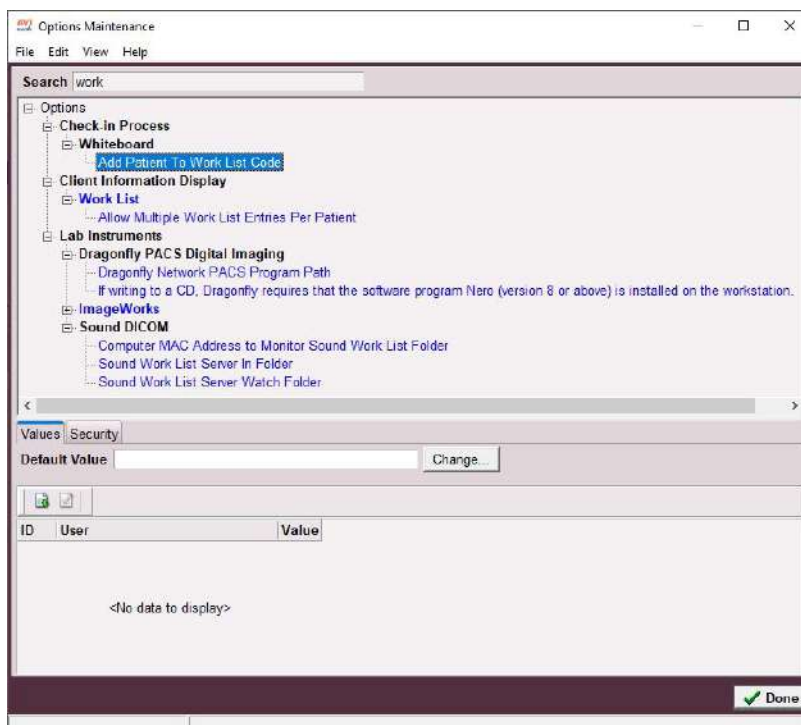 Options Maintenance
File Edit View Help
Search work
Options
Check-in Process
Whiteboard
Add Patient To Work List Code
Client Information Display
Work List
Allow Multiple Work List Entries Per Patient
Lab Instruments
Dragonfly PACS Digital Imaging
Dragonfly Network PACS Program Path
If writing to a CD, Dragonfly requires that the software program Nero (version 8 or above) is installed on the workstation.
ImageWorks
Sound DICOM
Computer MAC Address to Monitor Sound Work List Folder
Sound Work List Server In Folder
Sound Work List Server Watch Folder
Values Security
Default Value Change...
ID User Value
<No data to display>
Done